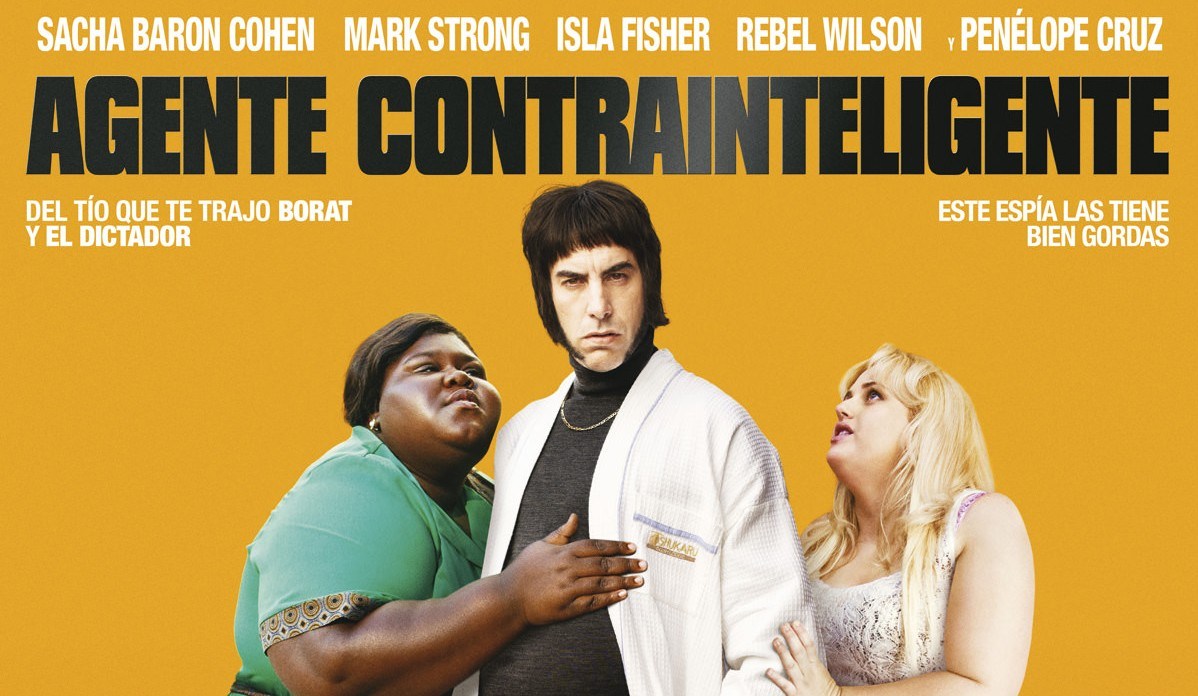 SACHA BARON COHEN MARK STRONG ISLA FISHER REBEL WILSON Y PENÉLOPE CRUZ
AGENTE CONTRAINTELIGENTE
DEL TÍO QUE TE TRAJO BORAT
Y EL DICTADOR
ESTE ESPÍA LAS TIENE
BIEN GORDAS
SHUKARU